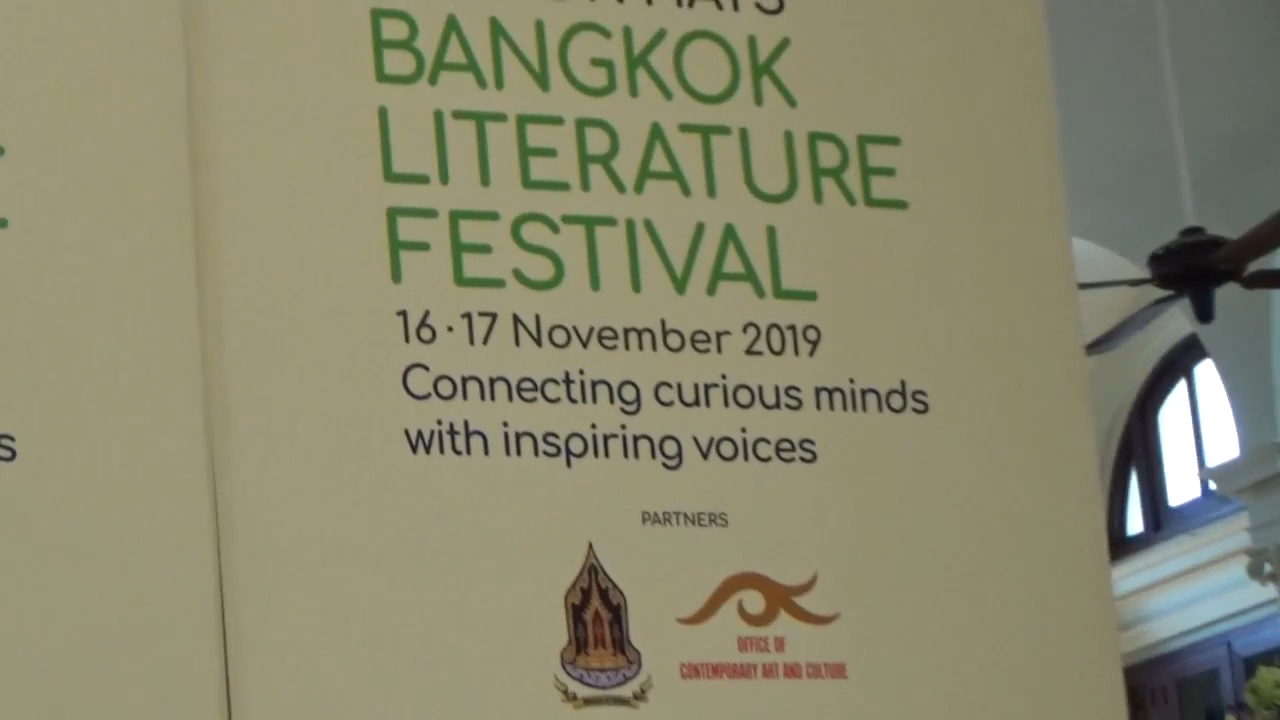 BANGKOK
LITERATURE
FESTIVAL
16·17 November 2019
Connecting curious minds
with inspiring voices
PARTNERS
OFFICE OF
CONTEMPORARY ART AND CULTURE